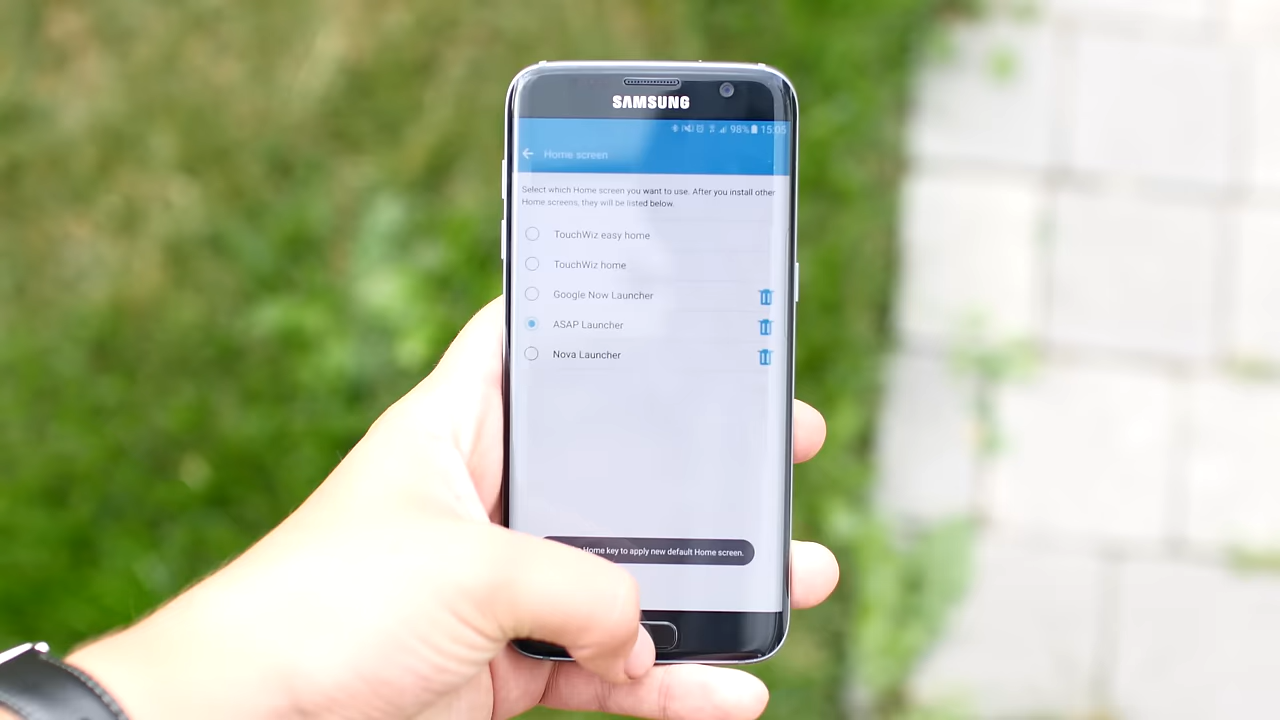 SAMSUNG
98% 15:05
Home screen
Select which Home screen you want to use. After you install other
Home screens, they will be listed below.
TouchWiz easy home
TouchWiz home
Google Now Launcher
ASAP Launcher
Nova Launcher
Home key to apply new default Home screen.